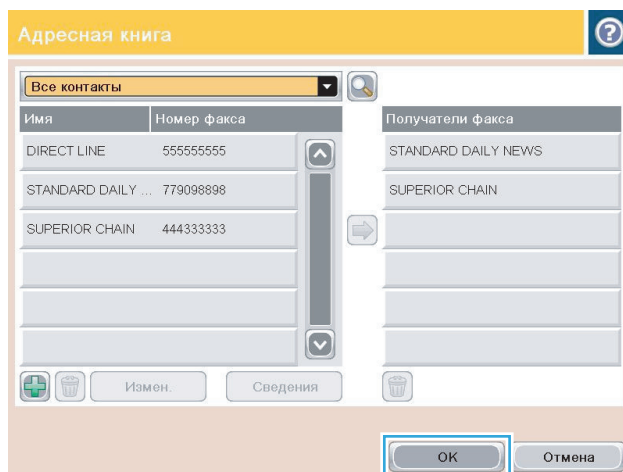 Адресная книга
Все контакты
Имя Номер факса Получатели факса
DIRECT LINE 555555555 STANDARD DAILY NEWS
STANDARD DAILY ... 779098898 SUPERIOR CHAIN
SUPERIOR CHAIN 444333333
Измен. Сведения
OK Отмена